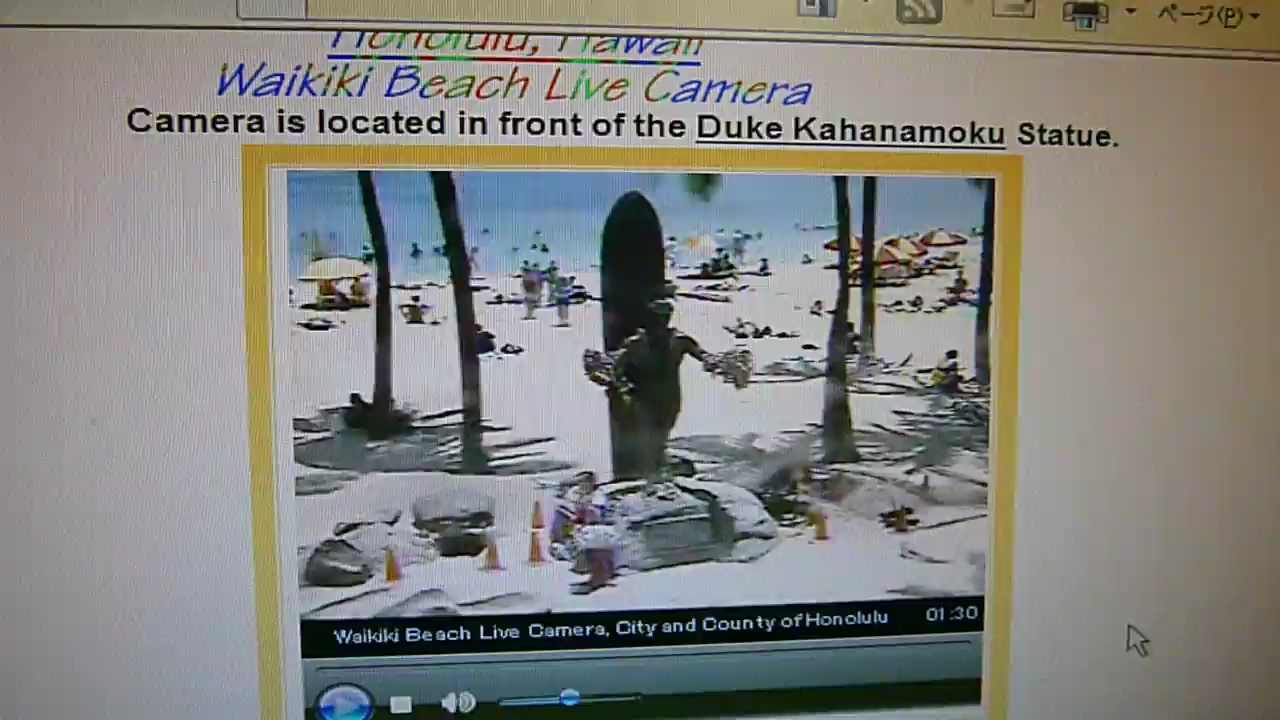 ページ(P)
Honolulu, Hawaii
Waikiki Beach Live Camera
Camera is located in front of the Duke Kahanamoku Statue.
Waikiki Beach Live Camera, City and County of Honolulu 01:30